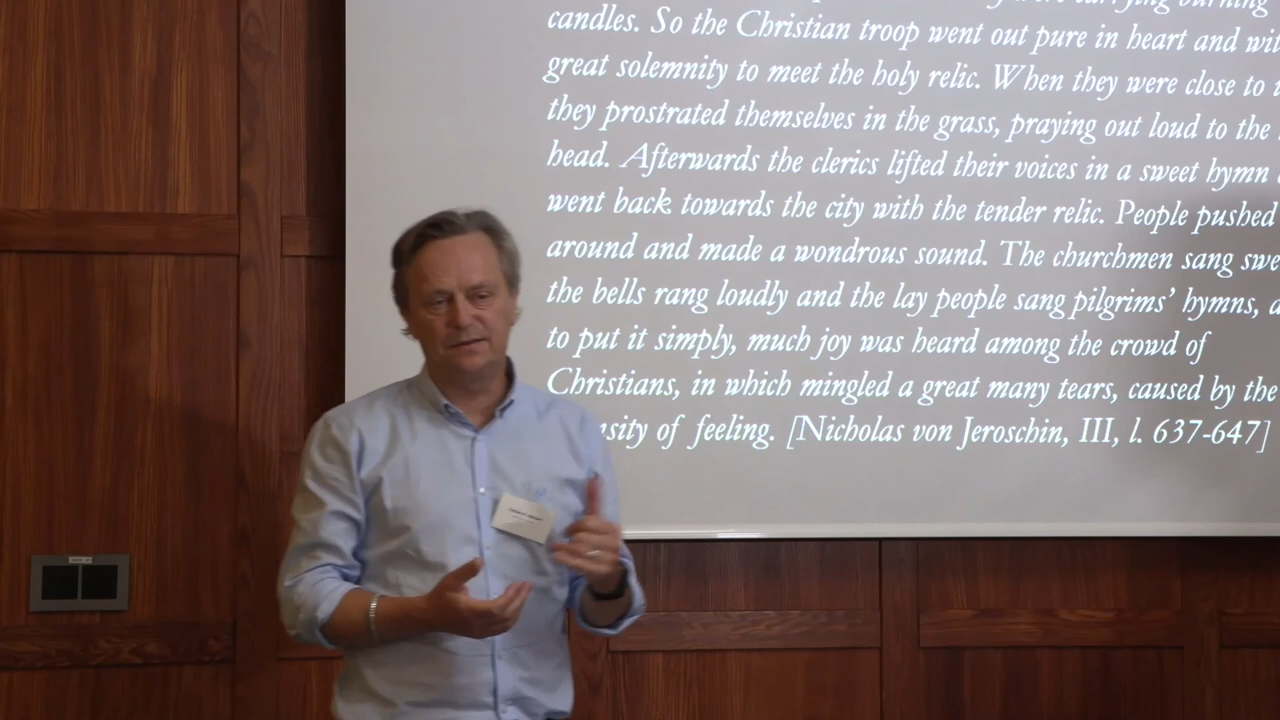 carrying burning
candles. So the Christian troop went out pure in heart and wit
great solemnity to meet the holy relic. When they were close to i
they prostrated themselves in the grass, praying out loud to the
head. Afterwards the clerics lifted their voices in a sweet hymn
went back towards the city with the tender relic. People pushed
around and made a wondrous sound. The churchmen sang swe
the bells rang loudly and the lay people sang pilgrims' hymns, a
to put it simply, much joy was heard among the crowd of
Christians, in which mingled a great many tears, caused by the
nsity of feeling. [Nicholas von Jeroschin, III, l. 637-647]